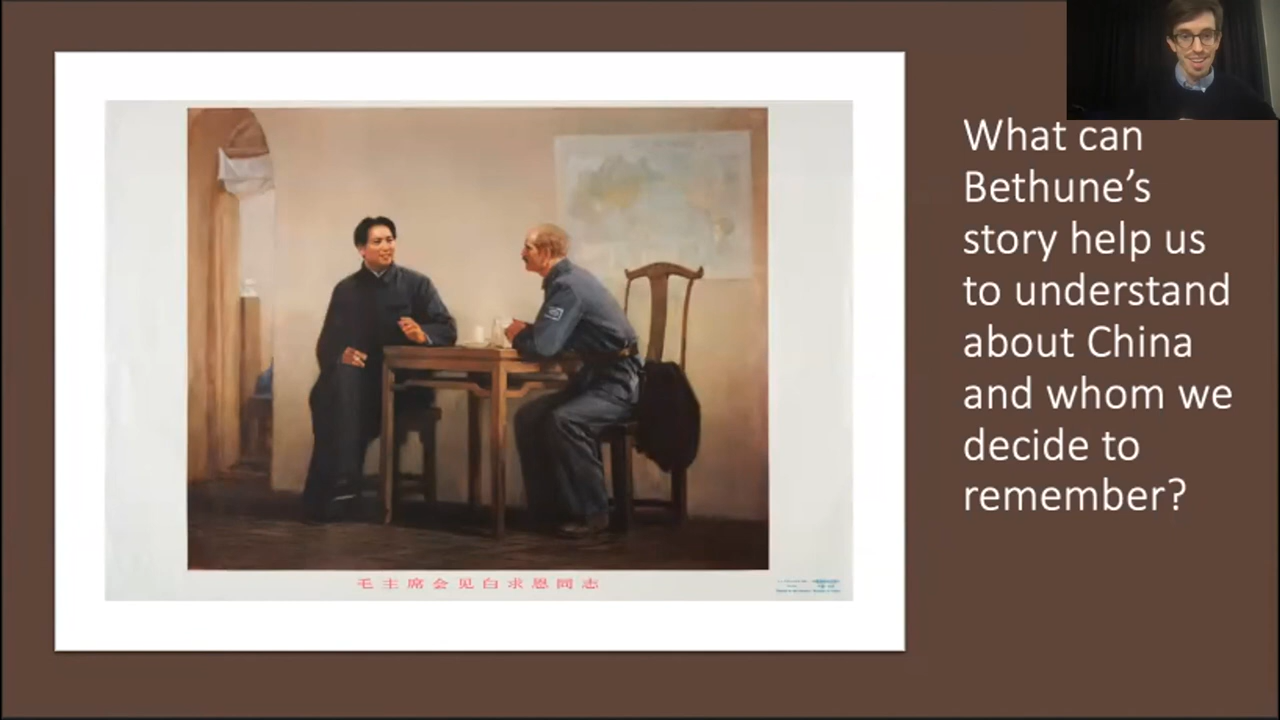 What can
Bethune’s
story help us
to understand
about China
and whom we
decide to
remember?
毛主席会见白求恩同志